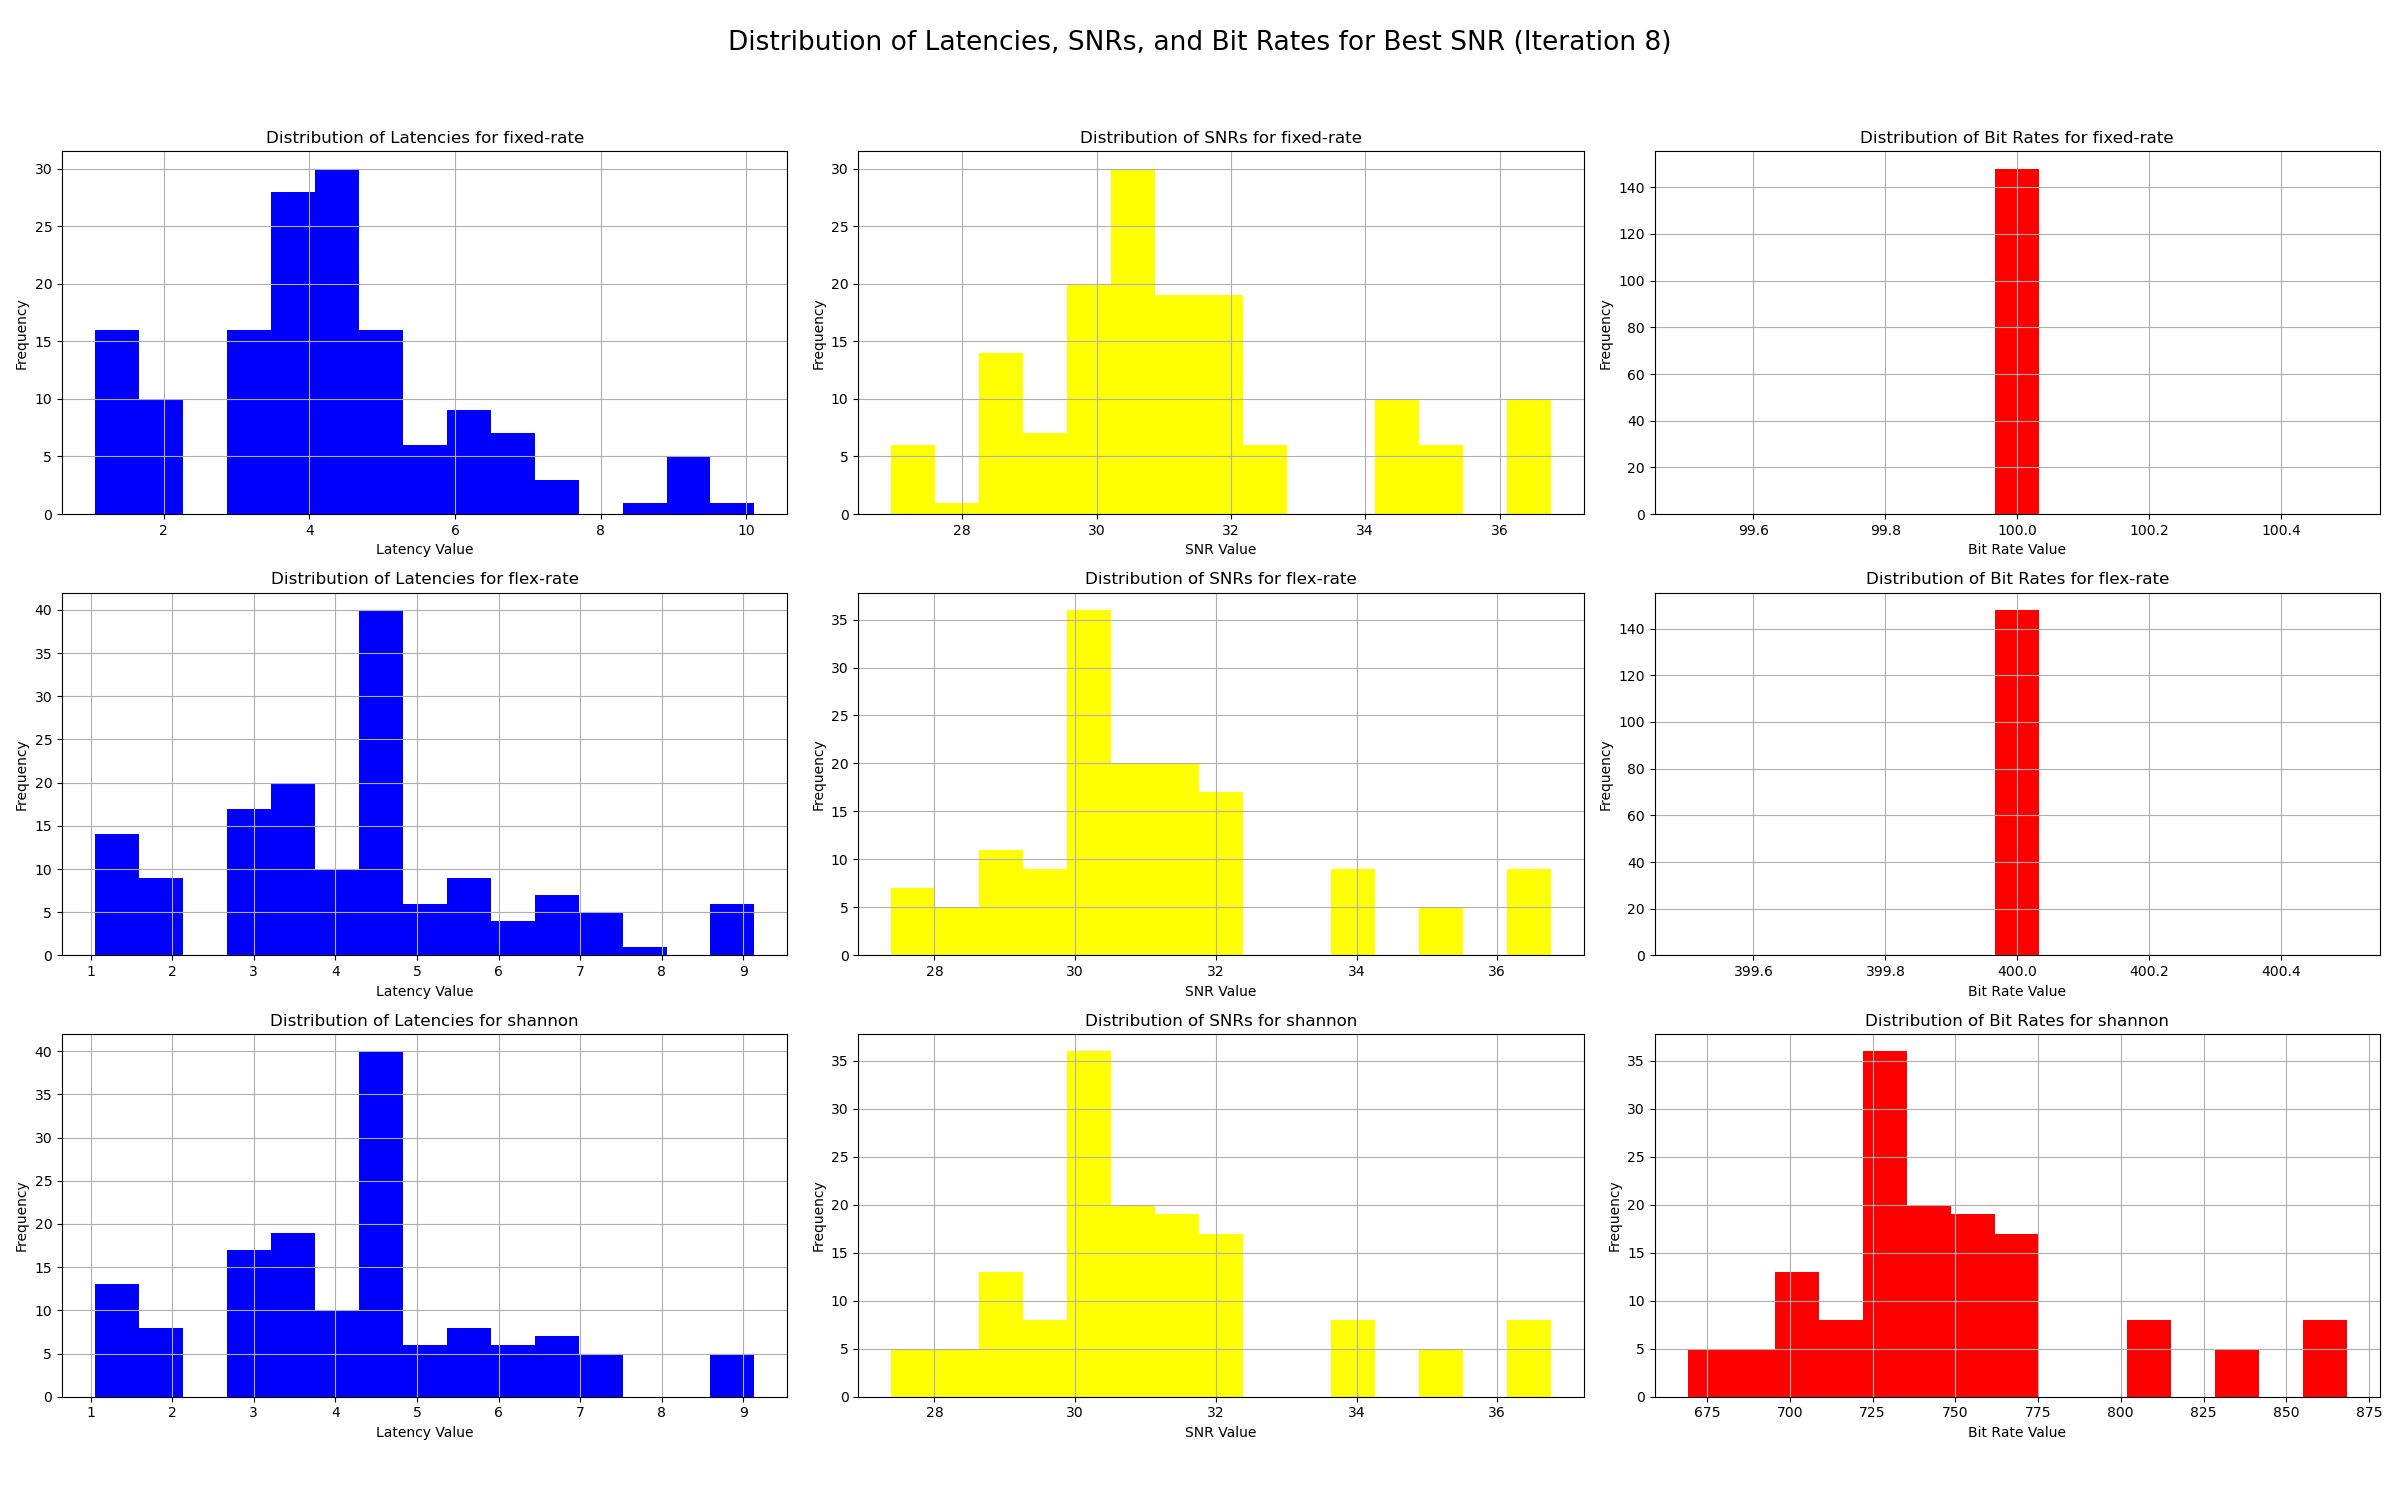 Distribution of Latencies, SNRs, and Bit Rates for Best SNR (Iteration 8)
Distribution of Latencies for fixed-rate
Frequency
30
25
20
15
10
5
0
2 4 6 8 10
Latency Value
Distribution of SNRs for fixed-rate
Frequency
30
25
20
15
10
5
0
28 30 32 34 36
SNR Value
Distribution of Bit Rates for fixed-rate
Frequency
140
120
100
80
60
40
20
0
99.6 99.8 100.0 100.2 100.4
Bit Rate Value
Distribution of Latencies for flex-rate
Frequency
40
35
30
25
20
15
10
5
0
1 2 3 4 5 6 7 8 9
Latency Value
Distribution of SNRs for flex-rate
Frequency
35
30
25
20
15
10
5
0
28 30 32 34 36
SNR Value
Distribution of Bit Rates for flex-rate
Frequency
140
120
100
80
60
40
20
0
399.6 399.8 400.0 400.2 400.4
Bit Rate Value
Distribution of Latencies for shannon
Frequency
40
35
30
25
20
15
10
5
0
1 2 3 4 5 6 7 8 9
Latency Value
Distribution of SNRs for shannon
Frequency
35
30
25
20
15
10
5
0
28 30 32 34 36
SNR Value
Distribution of Bit Rates for shannon
Frequency
35
30
25
20
15
10
5
0
675 700 725 750 775 800 825 850 875
Bit Rate Value